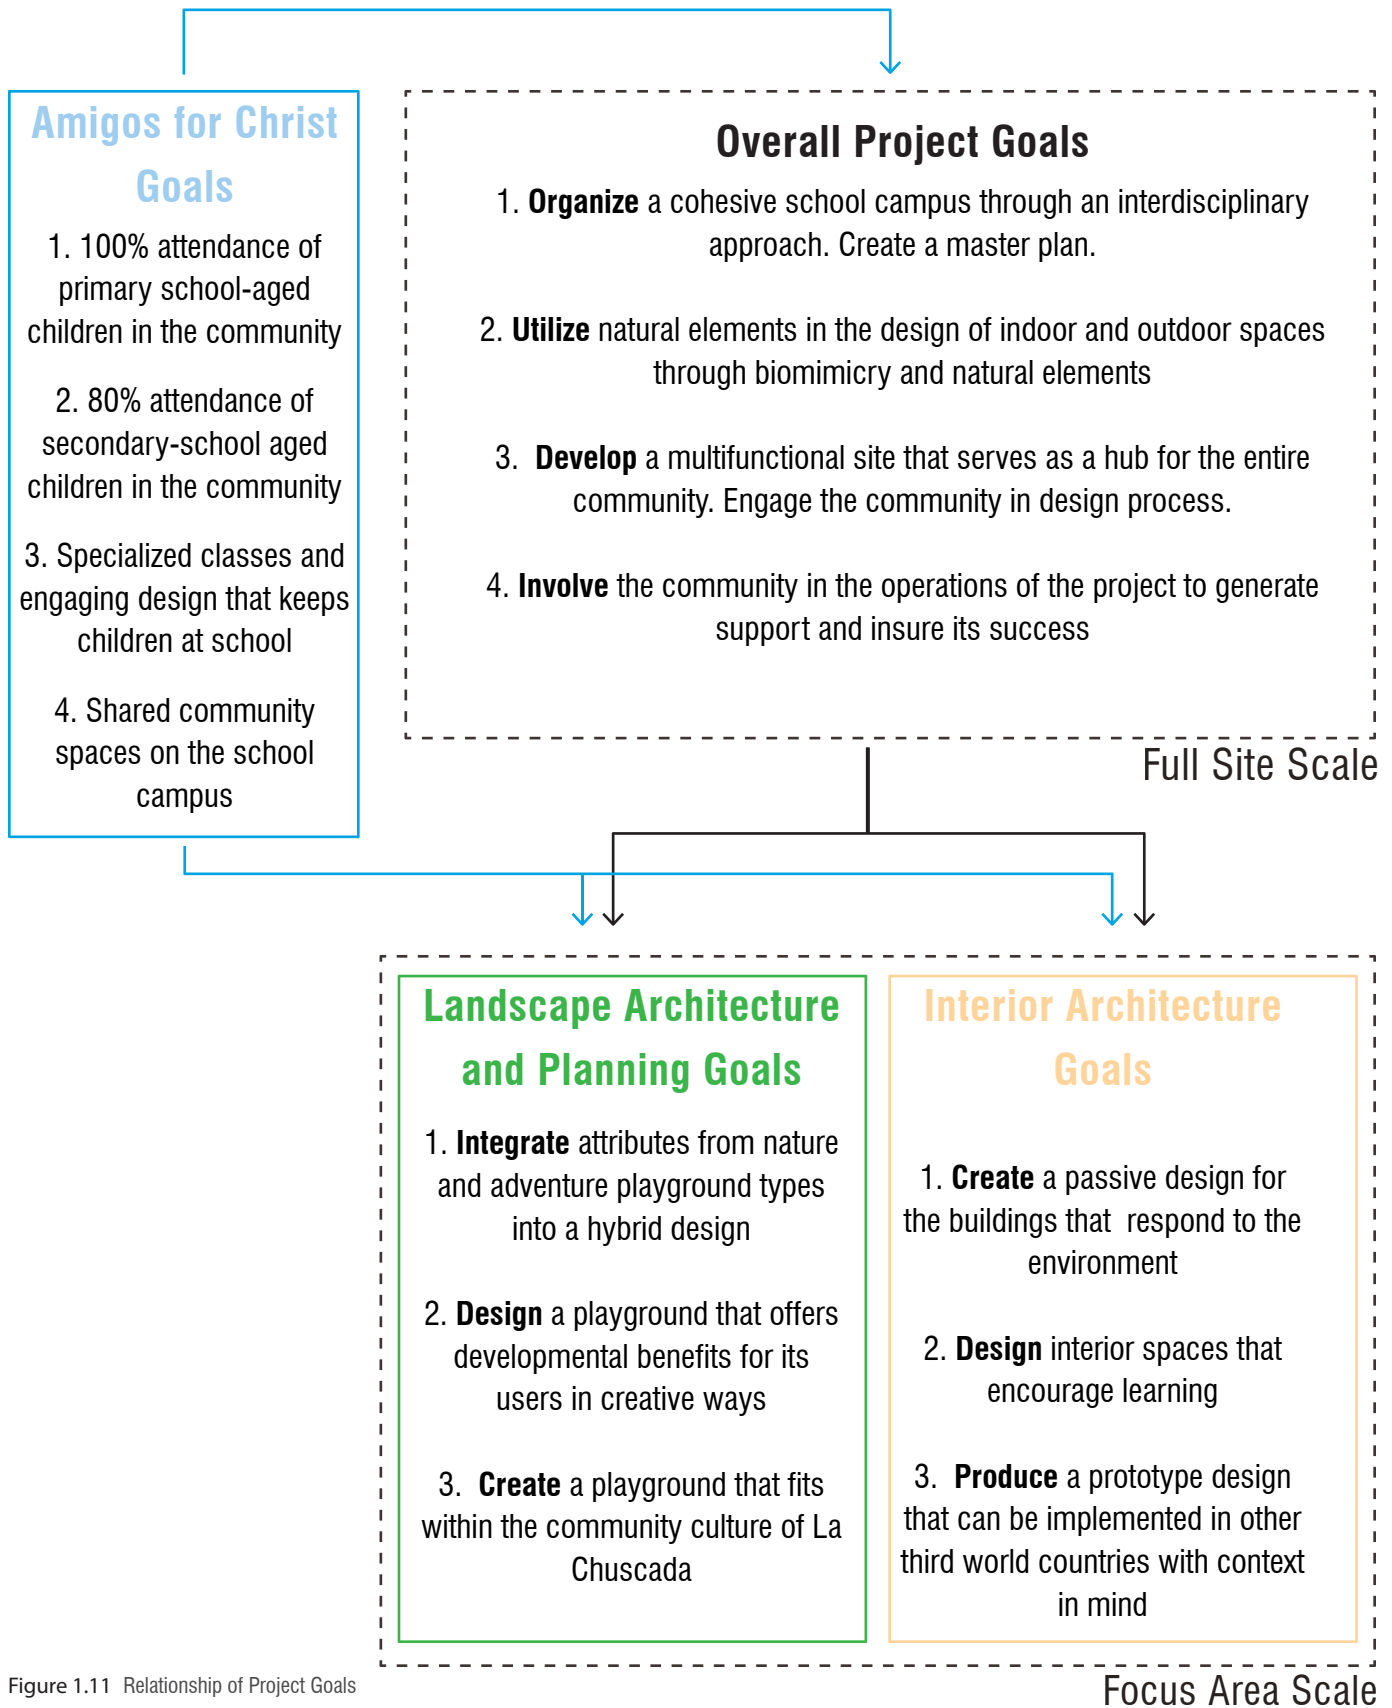 Amigos for Christ
Goals
1. 100% attendance of
primary school-aged
children in the community
2. 80% attendance of
secondary-school aged
children in the community
3. Specialized classes and
engaging design that keeps
children at school
4. Shared community
spaces on the school
campus
Overall Project Goals
1. Organize a cohesive school campus through an interdisciplinary
approach. Create a master plan.
2. Utilize natural elements in the design of indoor and outdoor spaces
through biomimicry and natural elements
3. Develop a multifunctional site that serves as a hub for the entire
community. Engage the community in design process.
4. Involve the community in the operations of the project to generate
support and insure its success
Full Site Scale
Landscape Architecture
and Planning Goals
1. Integrate attributes from nature
and adventure playground types
into a hybrid design
2. Design a playground that offers
developmental benefits for its
users in creative ways
3. Create a playground that fits
within the community culture of La
Chuscada
Interior Architecture
Goals
1. Create a passive design for
the buildings that respond to the
environment
2. Design interior spaces that
encourage learning
3. Produce a prototype design
that can be implemented in other
third world countries with context
in mind
Focus Area Scale
Figure 1.11 Relationship of Project Goals